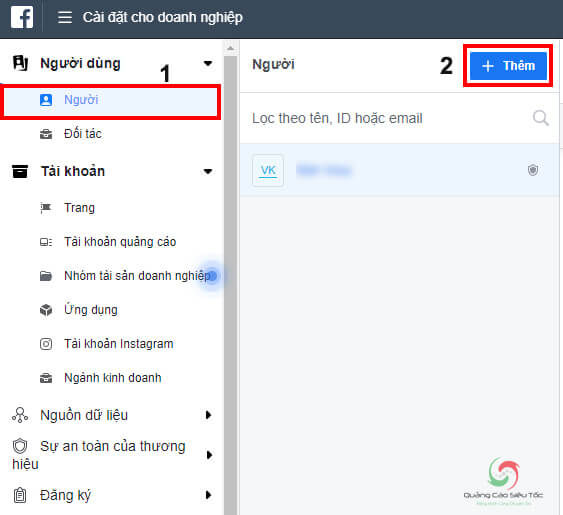 Cài đặt cho doanh nghiệp
Người dùng
1
Người
Đối tác
Tài khoản
Trang
Tài khoản quảng cáo
Nhóm tài sản doanh nghiệp
Ứng dụng
Tài khoản Instagram
Ngành kinh doanh
Nguồn dữ liệu
Sự an toàn của thương
hiệu
Đăng ký
Người
2
+ Thêm
Lọc theo tên, ID hoặc email
VK
Quảng Cáo Siêu Tốc